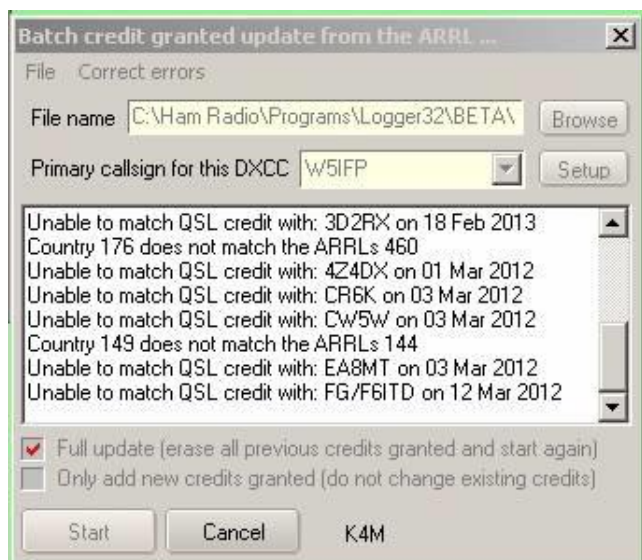 Batch credit granted update from the ARRL ...
File Correct errors
File name C:\Ham Radio\Programs\Logger32\BETA\ Browse
Primary callsign for this DXCC W5IFP Setup
Unable to match QSL credit with: 3D2RX on 18 Feb 2013
Country 176 does not match the ARRLs 460
Unable to match QSL credit with: 4Z4DX on 01 Mar 2012
Unable to match QSL credit with: CR6K on 03 Mar 2012
Unable to match QSL credit with: CW5W on 03 Mar 2012
Country 149 does not match the ARRLs 144
Unable to match QSL credit with: EA8MT on 03 Mar 2012
Unable to match QSL credit with: FG/F6ITD on 12 Mar 2012
Full update (erase all previous credits granted and start again)
Only add new credits granted (do not change existing credits)
Start Cancel K4M